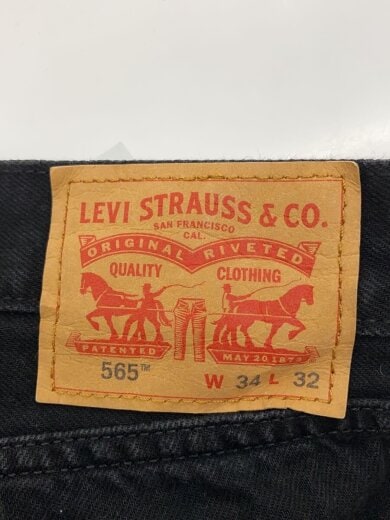 LEVI STRAUSS & CO.
SAN FRANCISCO
CAL.
ORIGINAL RIVETED
QUALITY CLOTHING
PATENTED MAY 20 1873
565™ W 34 L 32